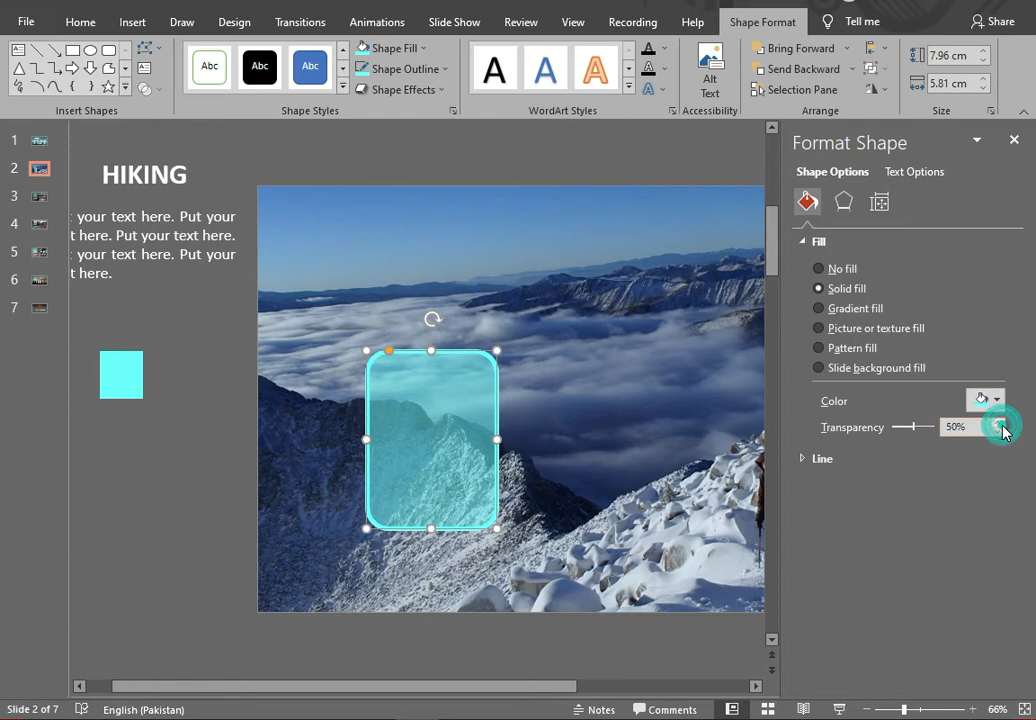 File Home Insert Draw Design Transitions Animations Slide Show Review View Recording Help Shape Format Tell me Share
Abc Abc Abc
Shape Fill
Shape Outline
Shape Effects
A A A
A
A
A
Alt
Text
Bring Forward
Send Backward
Selection Pane
7.96 cm
5.81 cm
Insert Shapes Shape Styles WordArt Styles Accessibility Arrange Size
1
2
3
4
5
6
7
HIKING
your text here. Put your
t here. Put your text here.
your text here. Put your
t here.
Format Shape
Shape Options Text Options
Fill
No fill
Solid fill
Gradient fill
Picture or texture fill
Pattern fill
Slide background fill
Color
Transparency 50%
Line
Slide 2 of 7 English (Pakistan) Notes Comments 66%